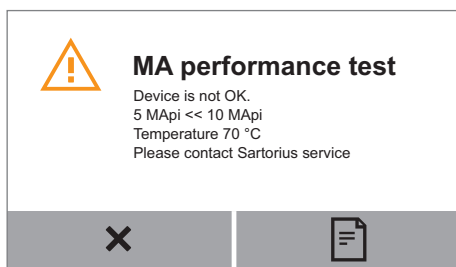 MA performance test
Device is not OK.
5 MApi << 10 MApi
Temperature 70 °C
Please contact Sartorius service